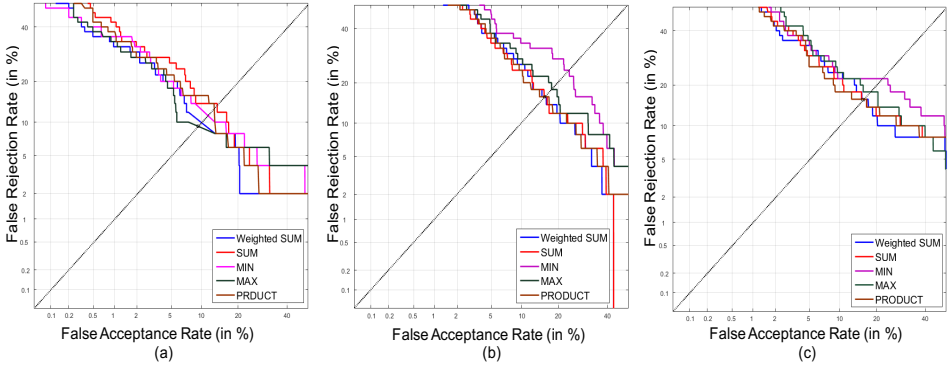 False Rejection Rate (in %)
40
20
10
5
2
1
0.5
0.2
0.1
Weighted SUM
SUM
MIN
MAX
PRDUCT
0.1 0.2 0.5 1 2 5 10 20 40
False Acceptance Rate (in %)
(a)
False Rejection Rate (in %)
40
20
10
5
2
1
0.5
0.2
0.1
Weighted SUM
SUM
MIN
MAX
PRODUCT
0.1 0.2 0.5 1 2 5 10 20 40
False Acceptance Rate (in %)
(b)
False Rejection Rate (in %)
40
20
10
5
2
1
0.5
0.2
0.1
Weighted SUM
SUM
MIN
MAX
PRODUCT
0.1 0.2 0.5 1 2 5 10 20 40
False Acceptance Rate (in %)
(c)